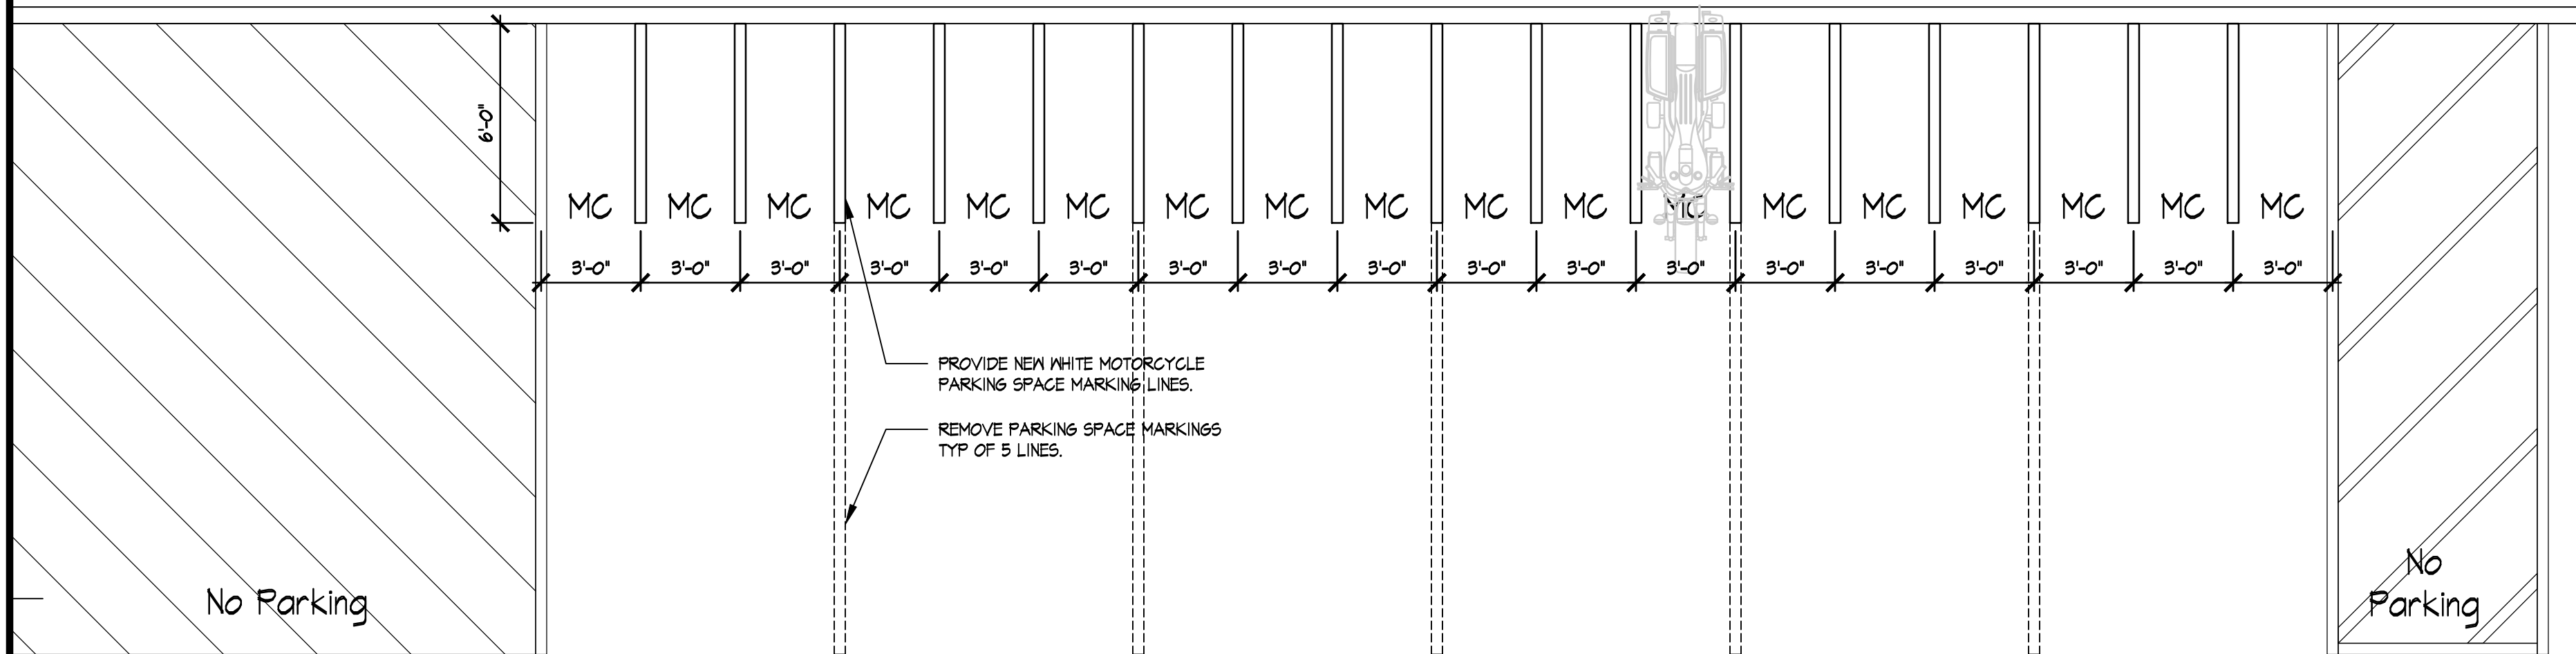 6'-0"
MC MC MC MC MC MC MC MC MC MC MC MC MC MC MC MC MC MC
3'-0" 3'-0" 3'-0" 3'-0" 3'-0" 3'-0" 3'-0" 3'-0" 3'-0" 3'-0" 3'-0" 3'-0" 3'-0" 3'-0" 3'-0" 3'-0" 3'-0" 3'-0"
PROVIDE NEW WHITE MOTORCYCLE
PARKING SPACE MARKING LINES.
REMOVE PARKING SPACE MARKINGS
TYP OF 5 LINES.
No Parking
No
Parking